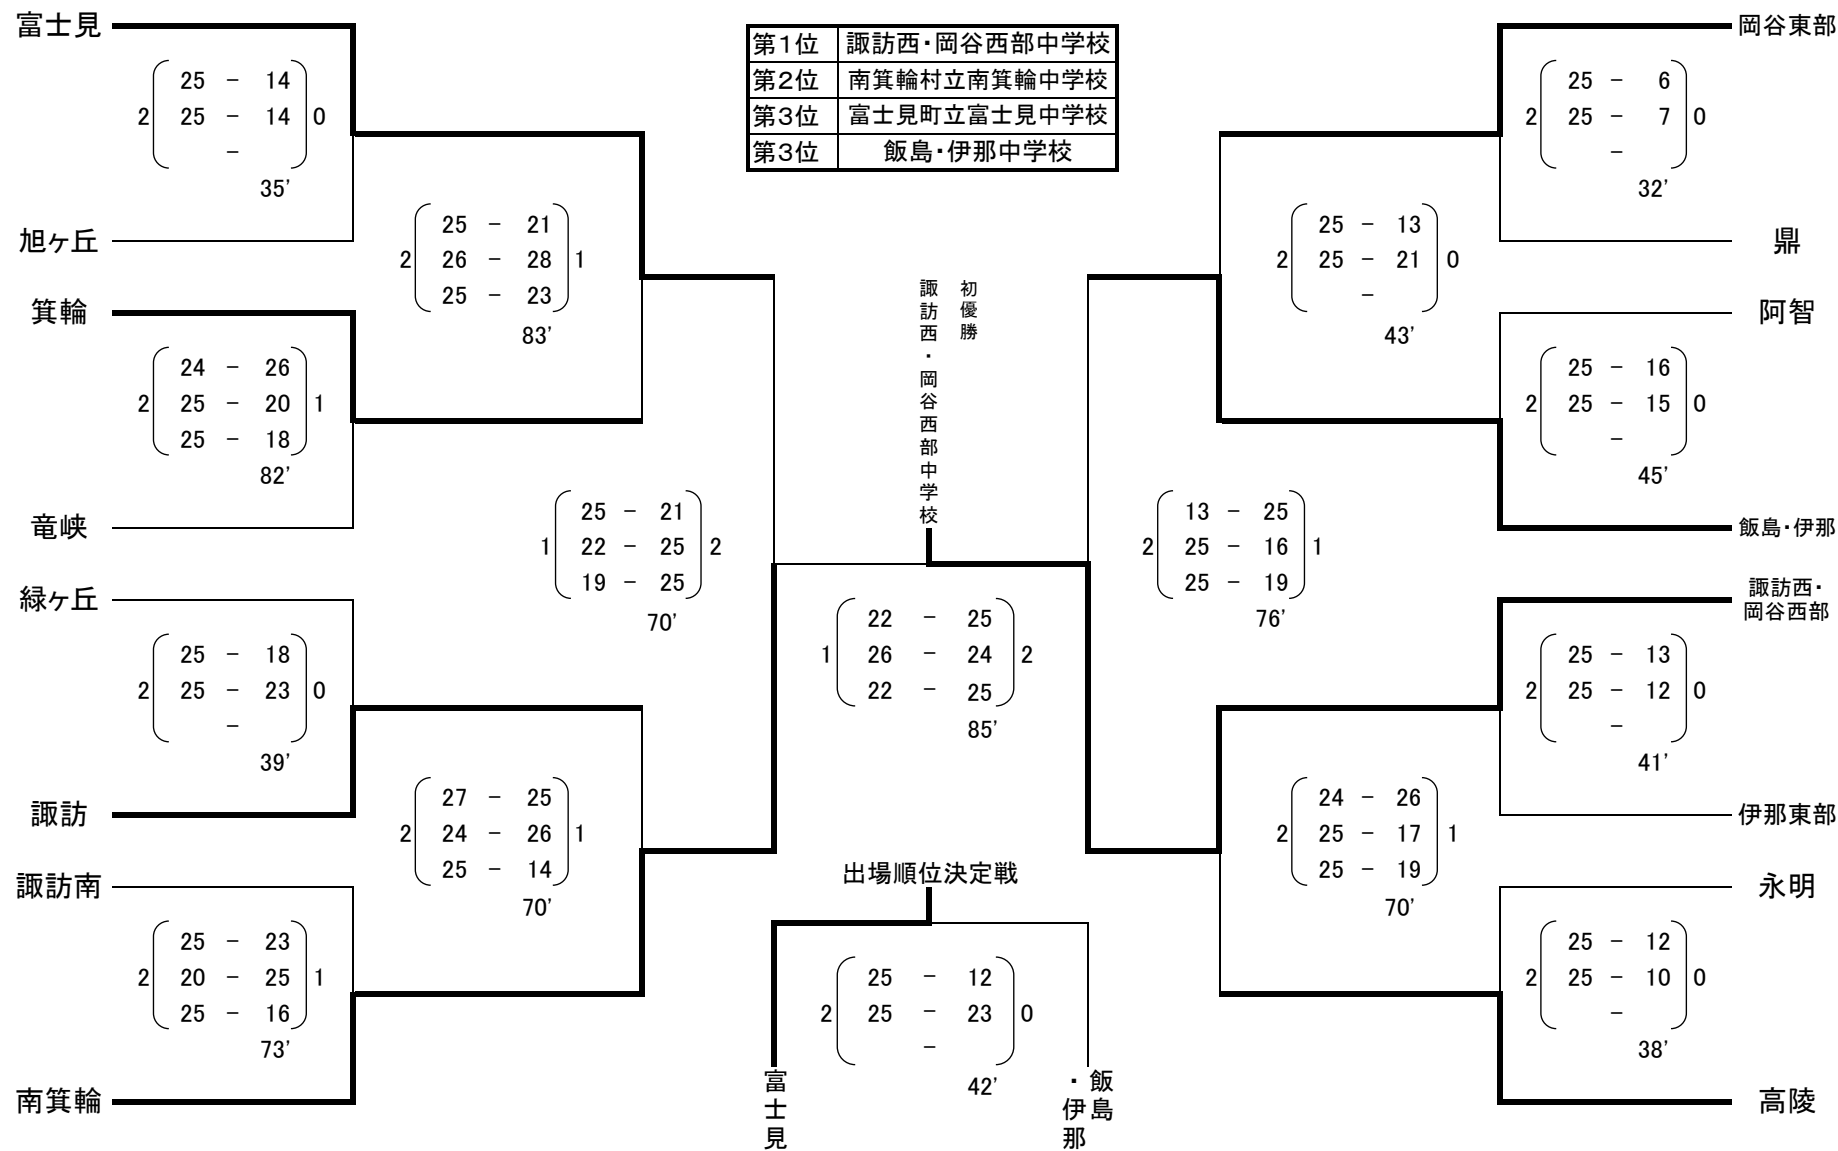 第1位 諏訪西・岡谷西部中学校
第2位 南箕輪村立南箕輪中学校
第3位 富士見町立富士見中学校
第3位 飯島・伊那中学校
富士見
25 － 14
2 25 － 14 0
－
35'
旭ヶ丘
25 － 21
2 26 － 28 1
25 － 23
83'
箕輪
24 － 26
2 25 － 20 1
25 － 18
82'
竜峡
25 － 21
1 22 － 25 2
19 － 25
70'
緑ヶ丘
25 － 18
2 25 － 23 0
－
39'
諏訪
27 － 25
2 24 － 26 1
25 － 14
70'
諏訪南
25 － 23
2 20 － 25 1
25 － 16
73'
南箕輪
初優勝
諏訪西・岡谷西部中学校
22 － 25
1 26 － 24 2
22 － 25
85'
出場順位決定戦
25 － 12
2 25 － 23 0
－
42'
富士見
飯島
・伊那
岡谷東部
25 － 6
2 25 － 7 0
－
32'
鼎
25 － 13
2 25 － 21 0
－
43'
阿智
25 － 16
2 25 － 15 0
－
45'
飯島・伊那
13 － 25
2 25 － 16 1
25 － 19
76'
諏訪西・
岡谷西部
25 － 13
2 25 － 12 0
－
41'
伊那東部
24 － 26
2 25 － 17 1
25 － 19
70'
永明
25 － 12
2 25 － 10 0
－
38'
高陵